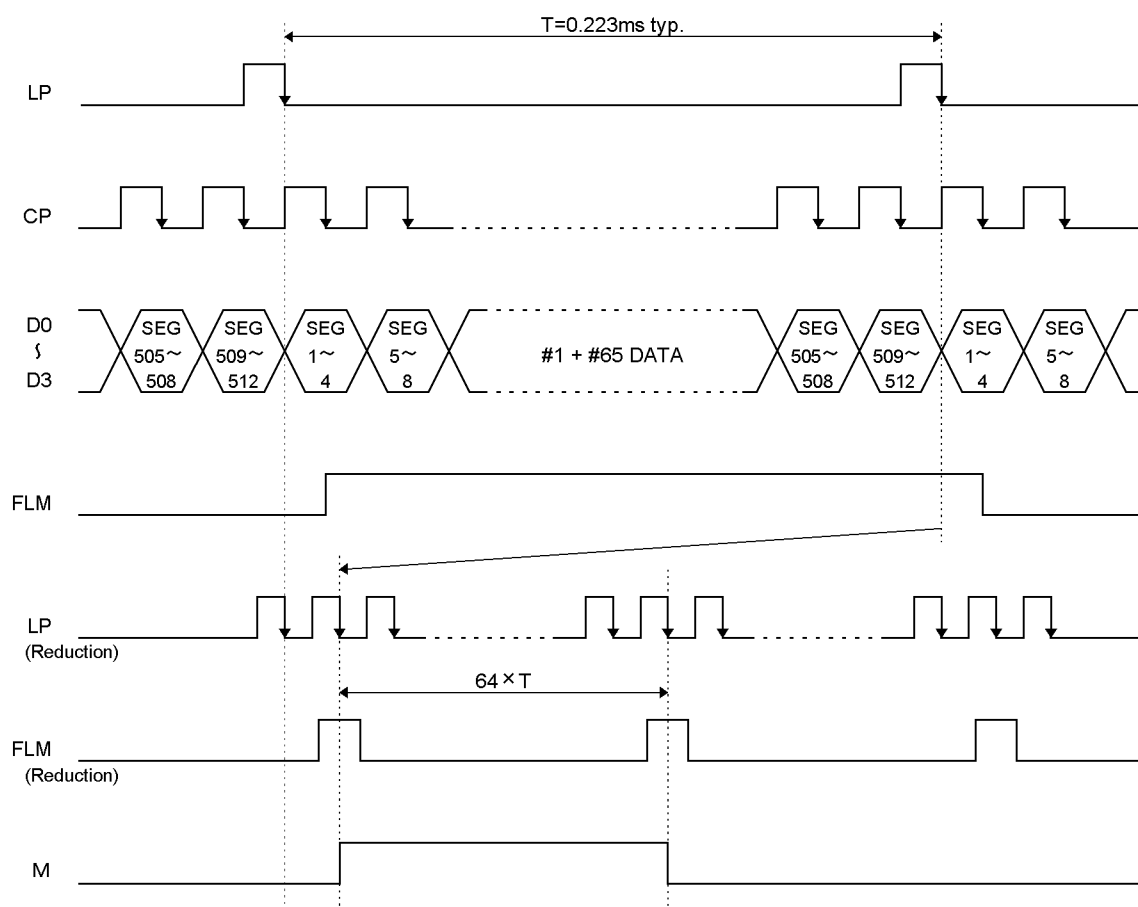 T=0.223ms typ.
LP
CP
D0
∫
D3
SEG
505~
508
SEG
509~
512
SEG
1~
4
SEG
5~
8
#1 + #65 DATA
SEG
505~
508
SEG
509~
512
SEG
1~
4
SEG
5~
8
FLM
LP
(Reduction)
64×T
FLM
(Reduction)
M